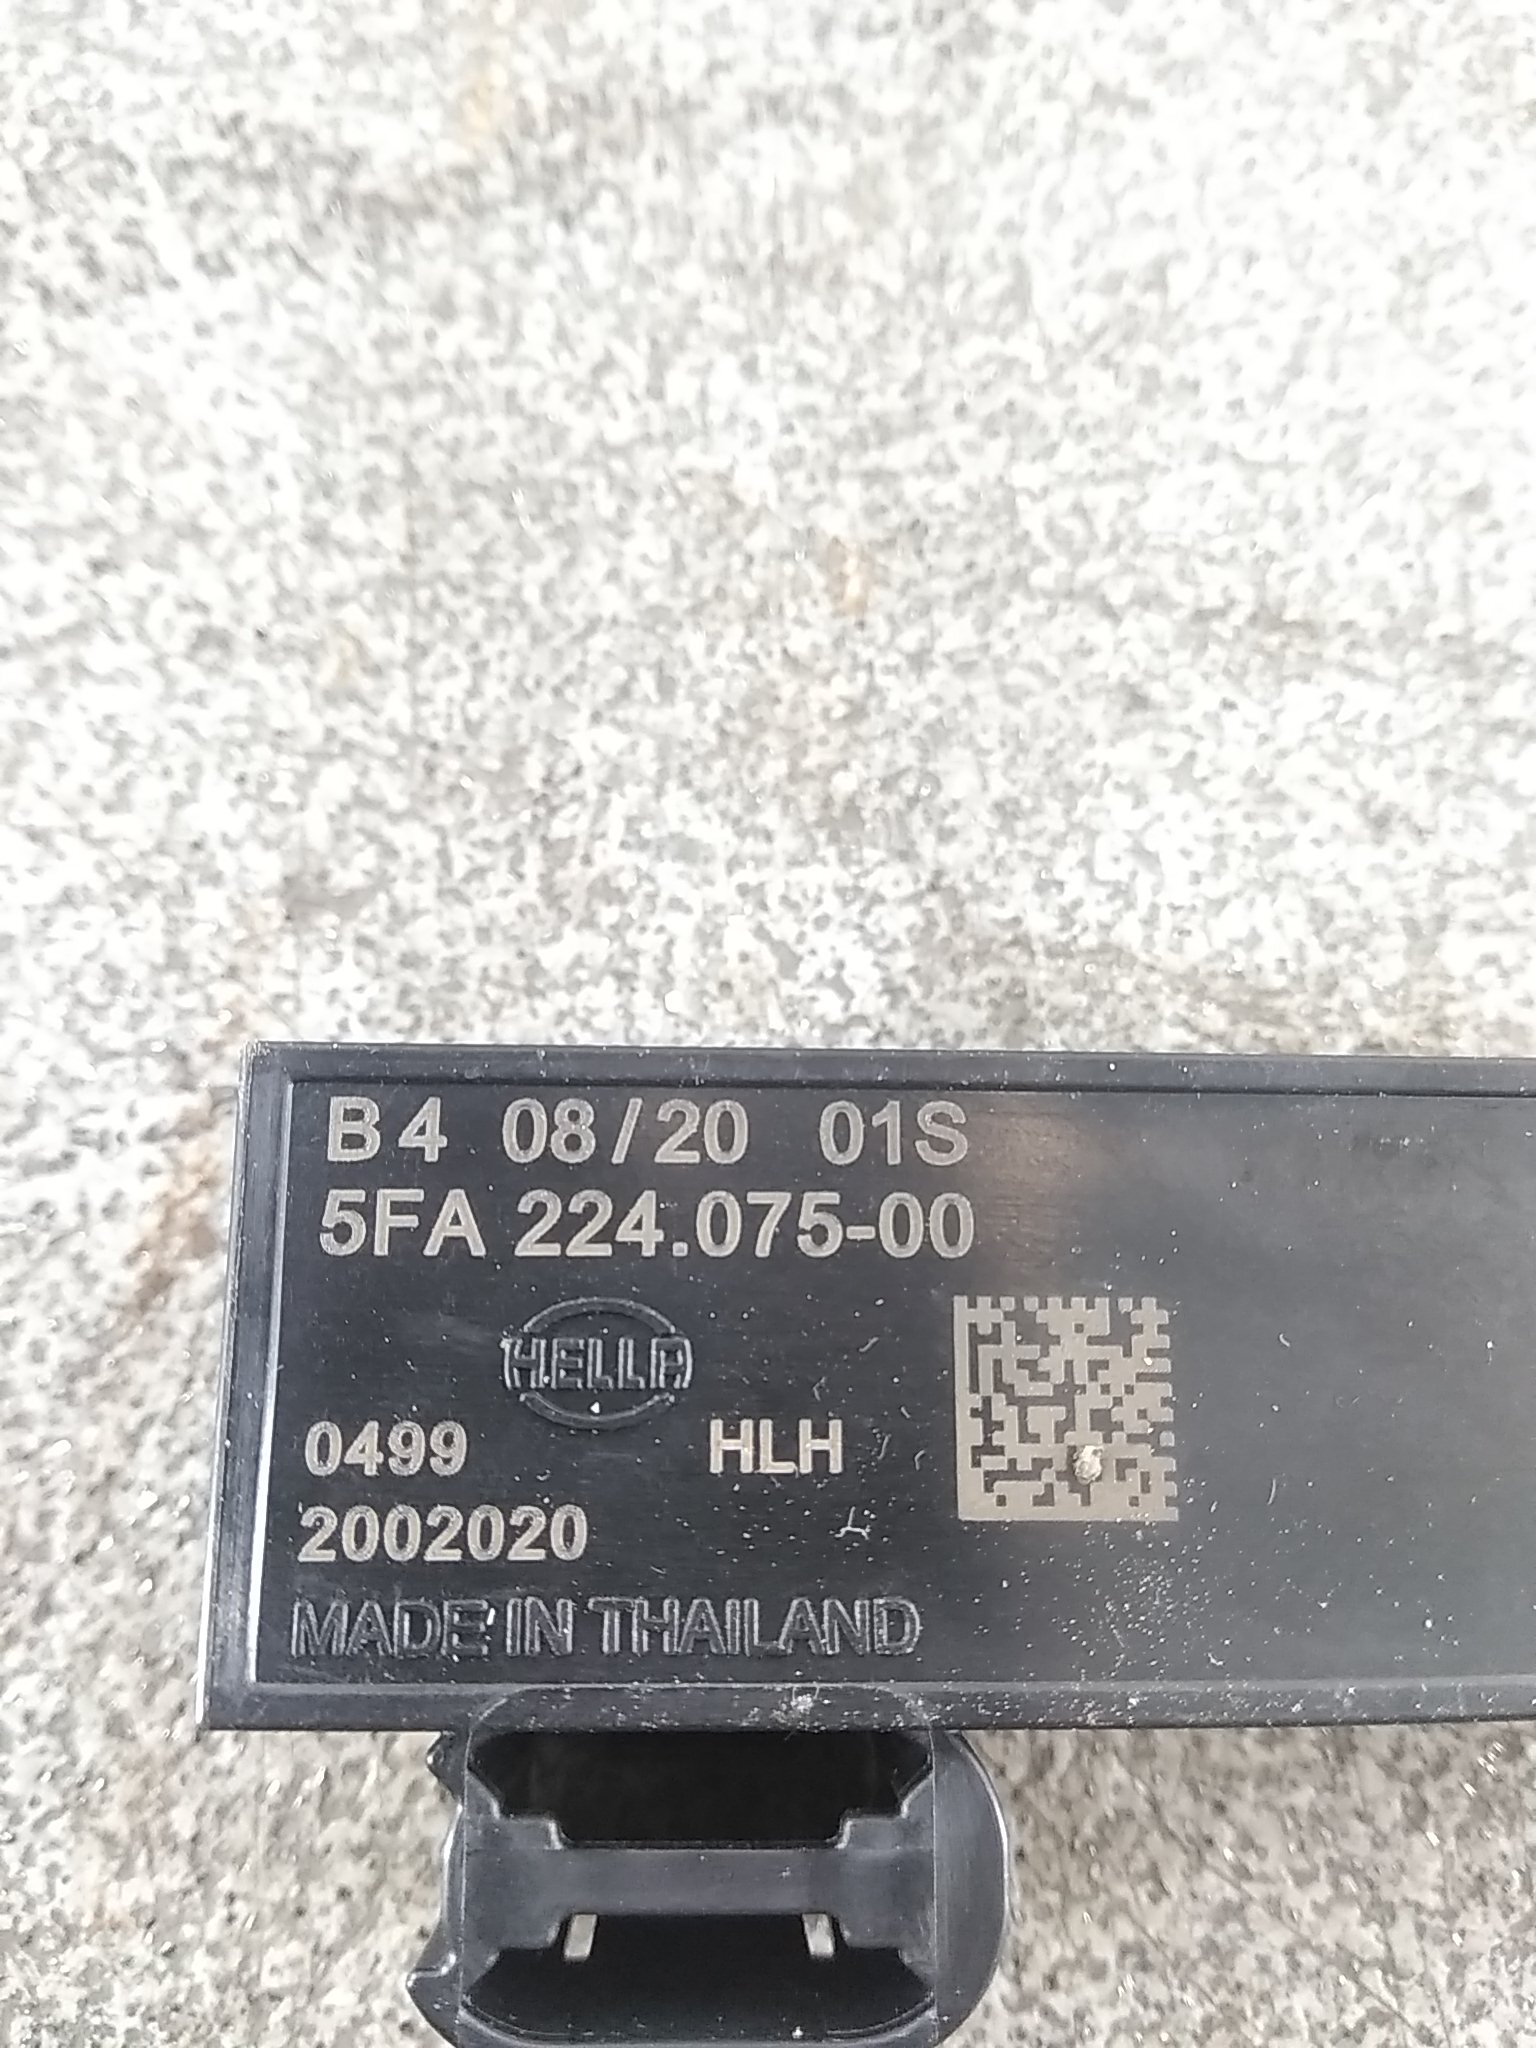 B4 08/20 01S
5FA 224.075-00
HELLA
0499 HLH
2002020
MADE IN THAILAND